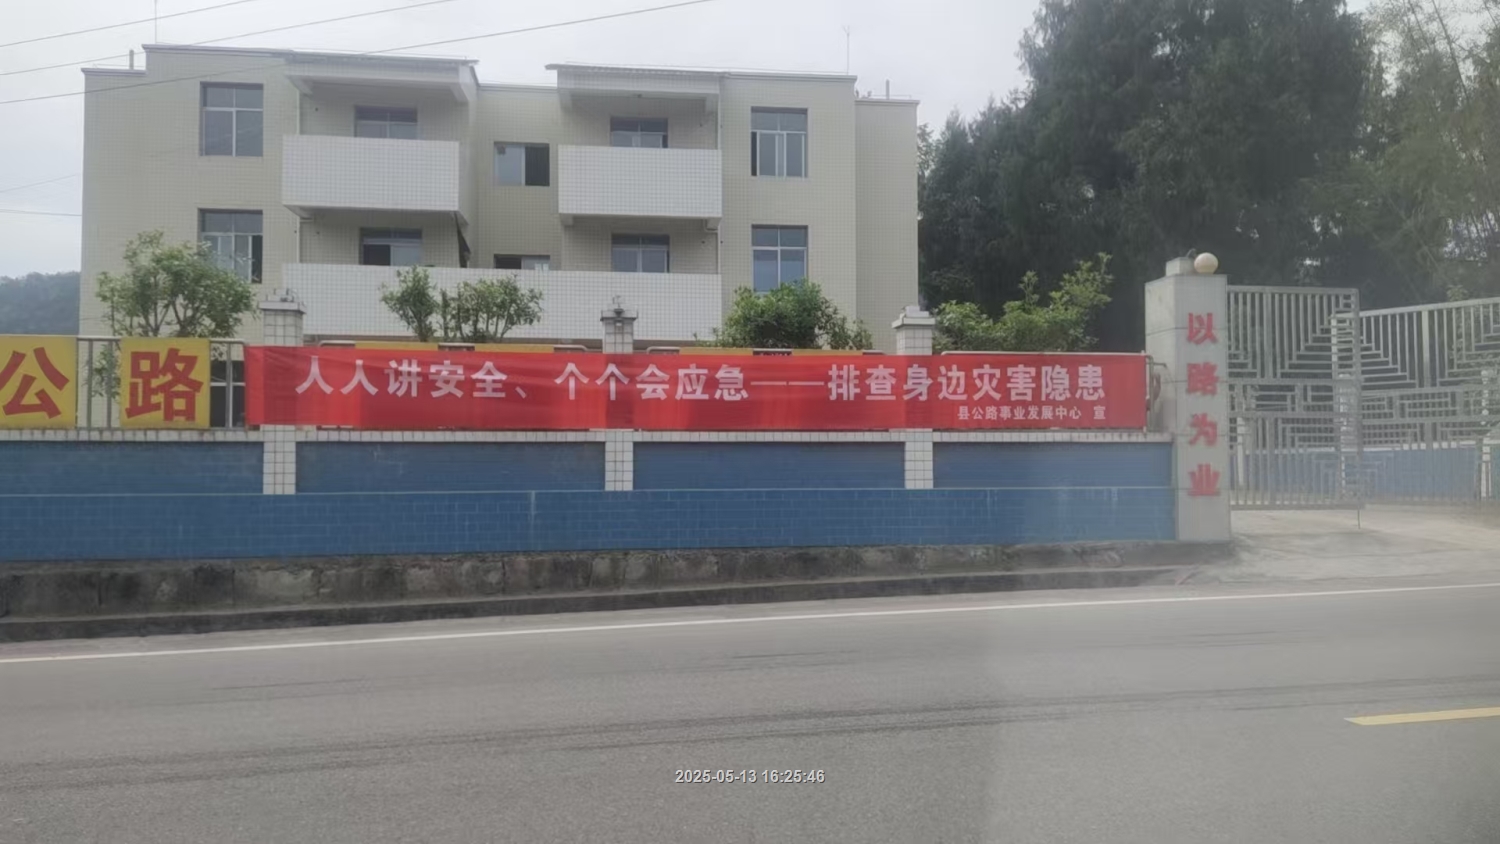 公路
人人讲安全、个个会应急——排查身边灾害隐患
县公路事业发展中心 宣
以路为业
2025-05-13 16:25:46